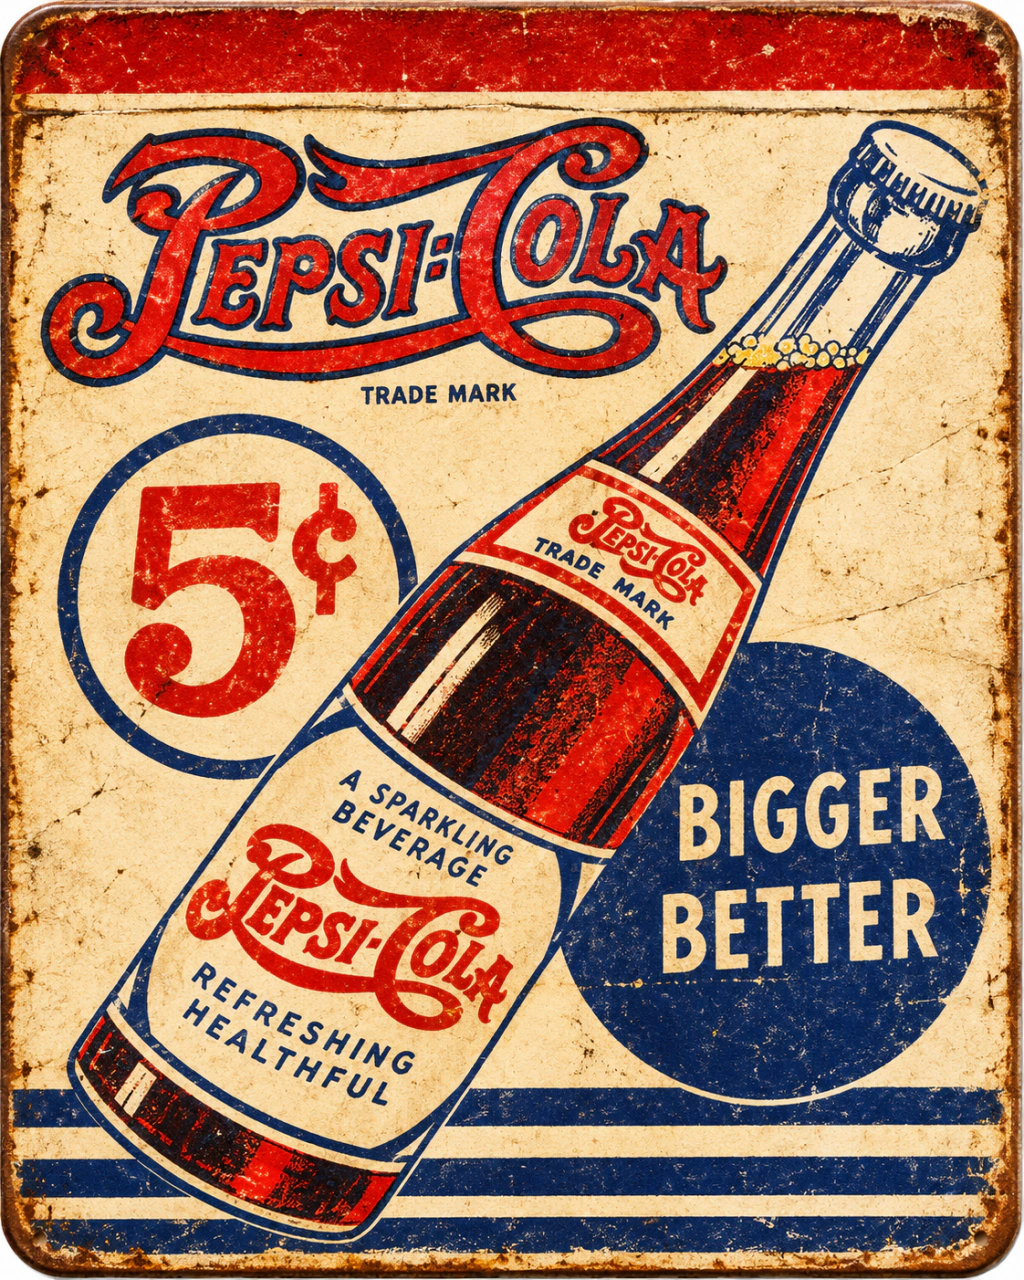 PEPSI-COLA
TRADE MARK
5¢
PEPSI-COLA
TRADE MARK
BIGGER
BETTER
A SPARKLING
BEVERAGE
PEPSI-COLA
REFRESHING
HEALTHFUL